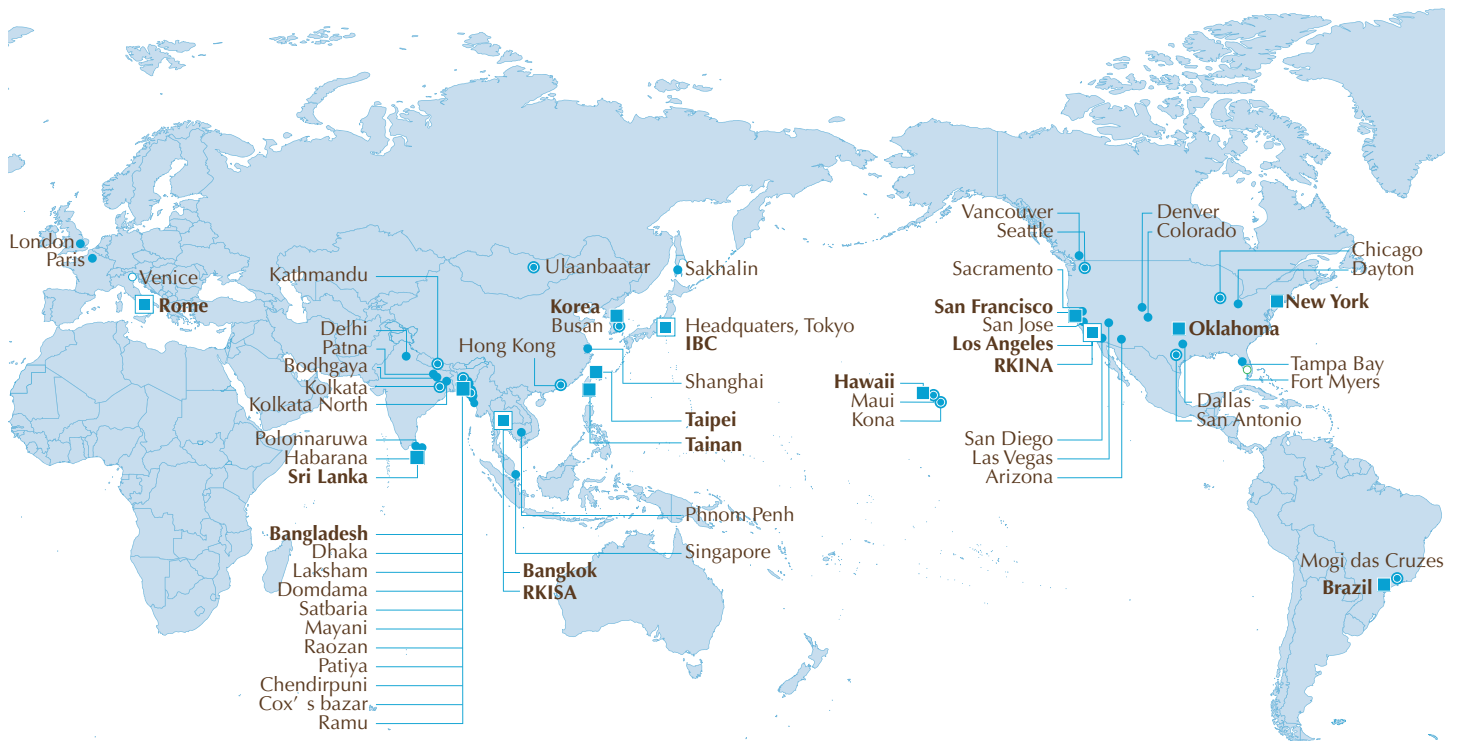 London
Paris
Venice
Rome
Kathmandu
Delhi
Patna
Bodhgaya
Kolkata
Kolkata North
Polonnaruwa
Habarana
Sri Lanka
Bangladesh
Dhaka
Laksham
Domdama
Satbaria
Mayani
Raozan
Patiya
Chendirpuni
Cox’ s bazar
Ramu
Ulaanbaatar
Sakhalin
Korea
Busan
Hong Kong
Headquaters, Tokyo
IBC
Shanghai
Taipei
Tainan
Phnom Penh
Singapore
Bangkok
RKISA
Hawaii
Maui
Kona
Vancouver
Seattle
Sacramento
San Francisco
San Jose
Los Angeles
RKINA
San Diego
Las Vegas
Arizona
Denver
Colorado
Chicago
Dayton
New York
Oklahoma
Tampa Bay
Fort Myers
Dallas
San Antonio
Mogi das Cruzes
Brazil